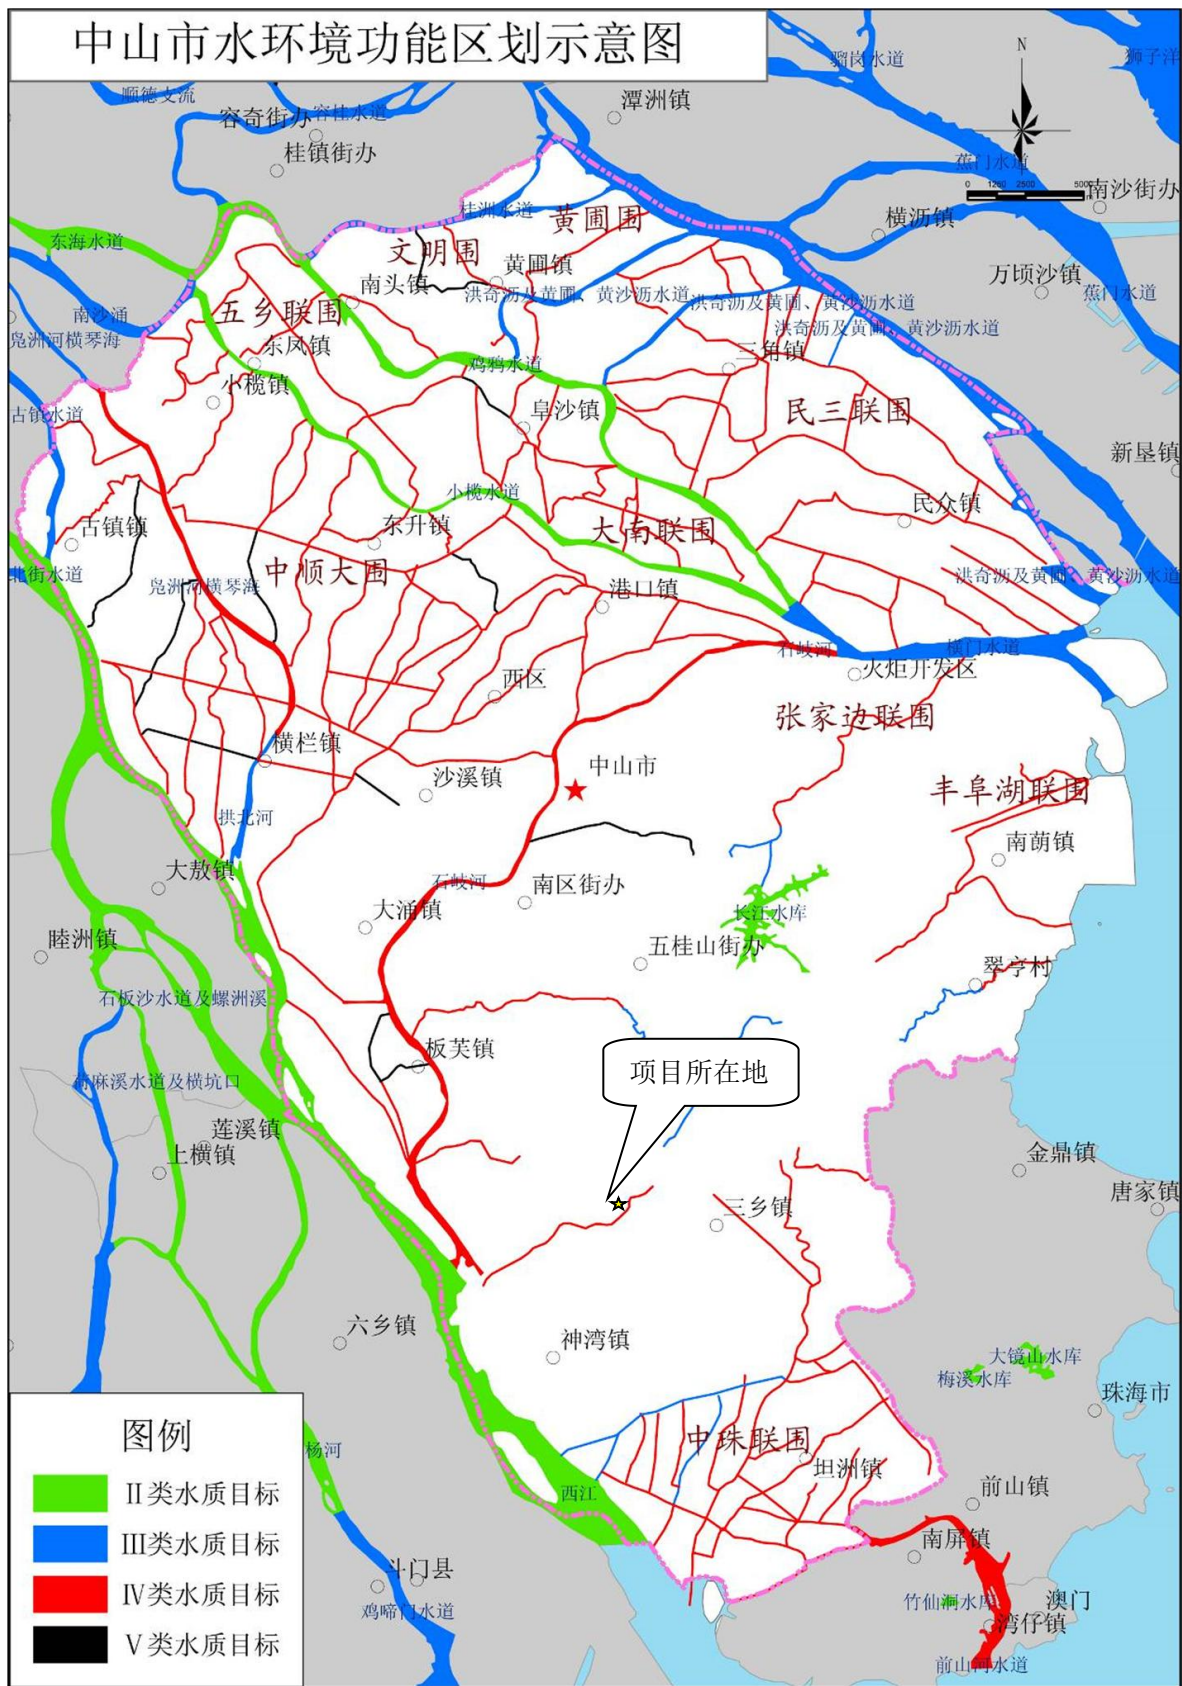 中山市水环境功能区划示意图
N
骝岗水道
狮子洋
顺德支流
潭洲镇
容奇街办
容桂水道
桂镇街办
蕉门水道
0 1250 2500 5000
南沙街办
桂洲水道
黄圃围
横沥镇
东海水道
文明围
黄圃镇
万顷沙镇
南头镇
洪奇沥及黄圃、黄沙沥水道
洪奇沥及黄圃、黄沙沥水道
蕉门水道
南沙涌
五乡联围
洪奇沥及黄圃、黄沙沥水道
凫洲河横琴海
东凤镇
三角镇
鸡鸦水道
小榄镇
古镇水道
阜沙镇
民三联围
新垦镇
小榄水道
民众镇
古镇镇
东升镇
大南联围
北街水道
凫洲河横琴海
中顺大围
洪奇沥及黄圃、黄沙沥水道
港口镇
石岐河
横门水道
火炬开发区
西区
张家边联围
横栏镇
中山市
沙溪镇
丰阜湖联围
拱北河
南蓢镇
大敖镇
石岐河
南区街办
大涌镇
长江水库
睦洲镇
五桂山街办
翠亨村
石板沙水道及螺洲溪
板芙镇
项目所在地
荷麻溪水道及横坑口
莲溪镇
上横镇
金鼎镇
唐家镇
三乡镇
六乡镇
神湾镇
大镜山水库
梅溪水库
珠海市
图例
中珠联围
杨河
坦洲镇
II类水质目标
西江
前山镇
III类水质目标
南屏镇
斗门县
IV类水质目标
鸡啼门水道
竹仙洞水库
澳门
湾仔镇
V类水质目标
前山河水道